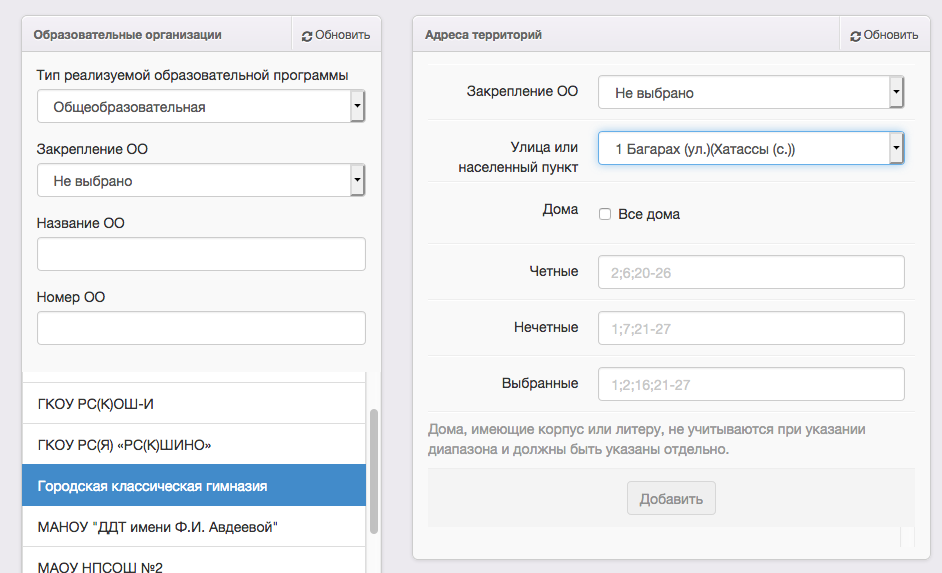 Образовательные организации
Обновить
Тип реализуемой образовательной программы
Общеобразовательная
Закрепление ОО
Не выбрано
Название ОО
Номер ОО
ГКОУ РС(К)ОШ-И
ГКОУ РС(Я) «РС(К)ШИНО»
Городская классическая гимназия
МАНОУ "ДДТ имени Ф.И. Авдеевой"
МАОУ НПСОШ №2
Адреса территорий
Обновить
Закрепление ОО
Не выбрано
Улица или
населенный пункт
1 Багарах (ул.)(Хатассы (с.))
Дома
Все дома
Четные
2;6;20-26
Нечетные
1;7;21-27
Выбранные
1;2;16;21-27
Дома, имеющие корпус или литеру, не учитываются при указании
диапазона и должны быть указаны отдельно.
Добавить